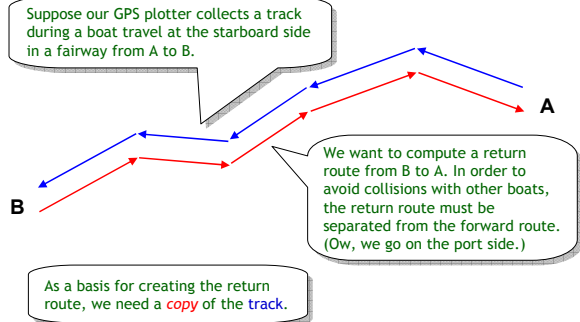 Suppose our GPS plotter collects a track
during a boat travel at the starboard side
in a fairway from A to B.
A
We want to compute a return
route from B to A. In order to
avoid collisions with other boats,
the return route must be
separated from the forward route.
(Ow, we go on the port side.)
B
As a basis for creating the return
route, we need a copy of the track.